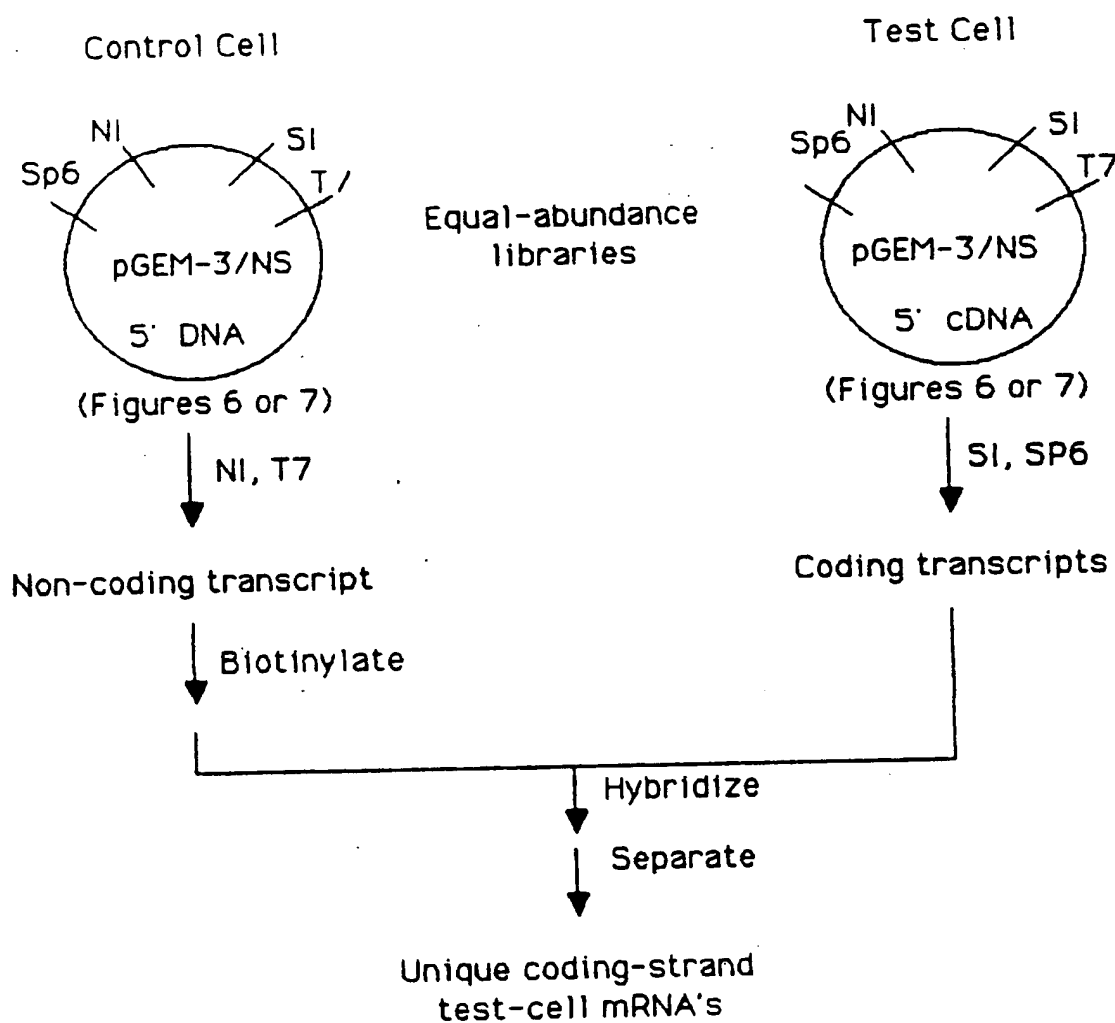 Control Cell
Test Cell
NI
SI
Sp6
T7
pGEM-3/NS
5' DNA
(Figures 6 or 7)
Equal-abundance
libraries
NI
SI
Sp6
T7
pGEM-3/NS
5' cDNA
(Figures 6 or 7)
NI, T7
SI, SP6
Non-coding transcript
Coding transcripts
Biotinylate
Hybridize
Separate
Unique coding-strand
test-cell mRNA's